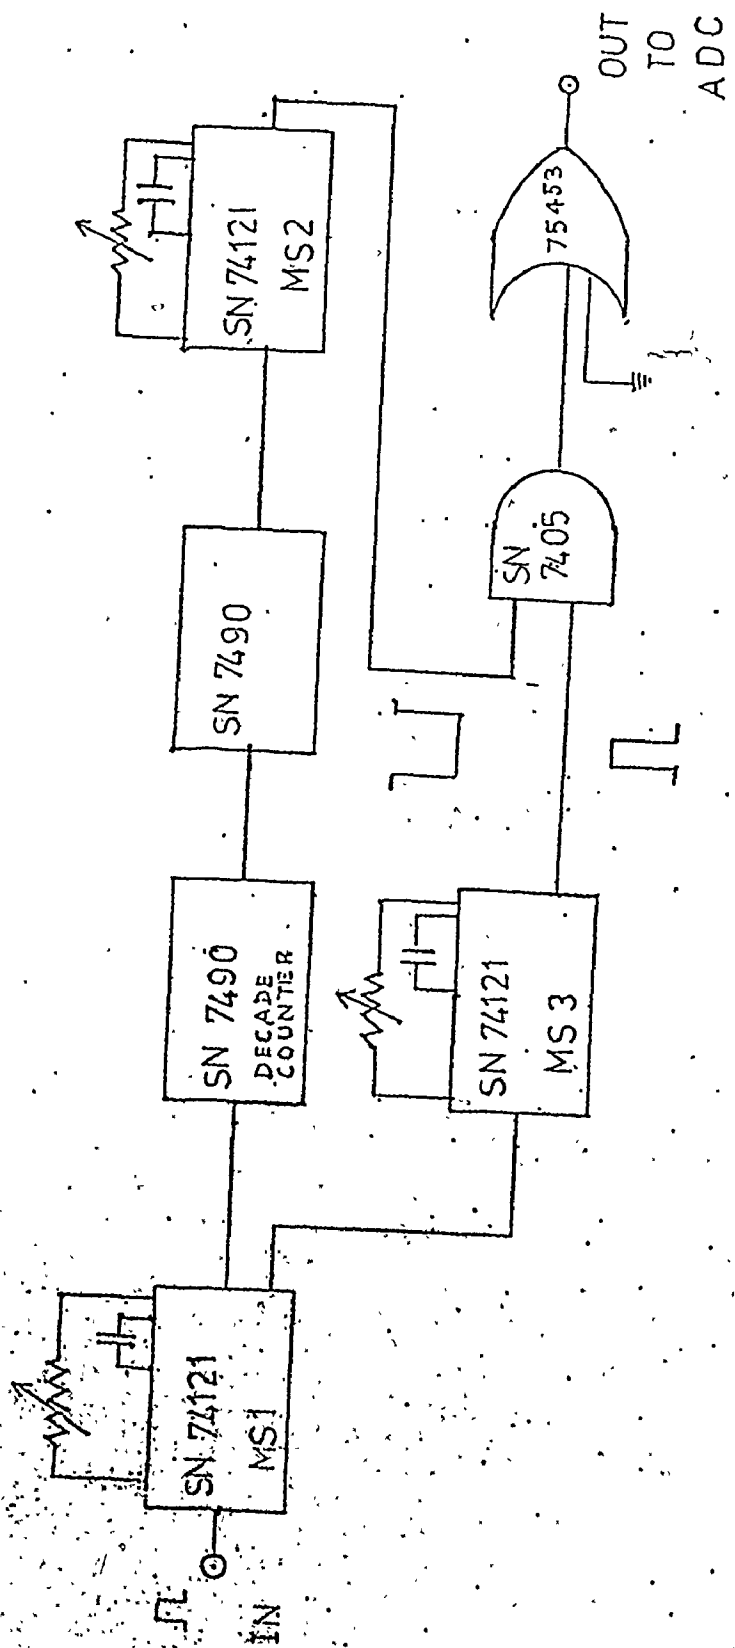 IN
SN 74121
MS1
SN 7490
DECADE
COUNTER
SN 7490
SN 74121
MS2
SN 74121
MS 3
SN
7405
75453
OUT
TO
ADC